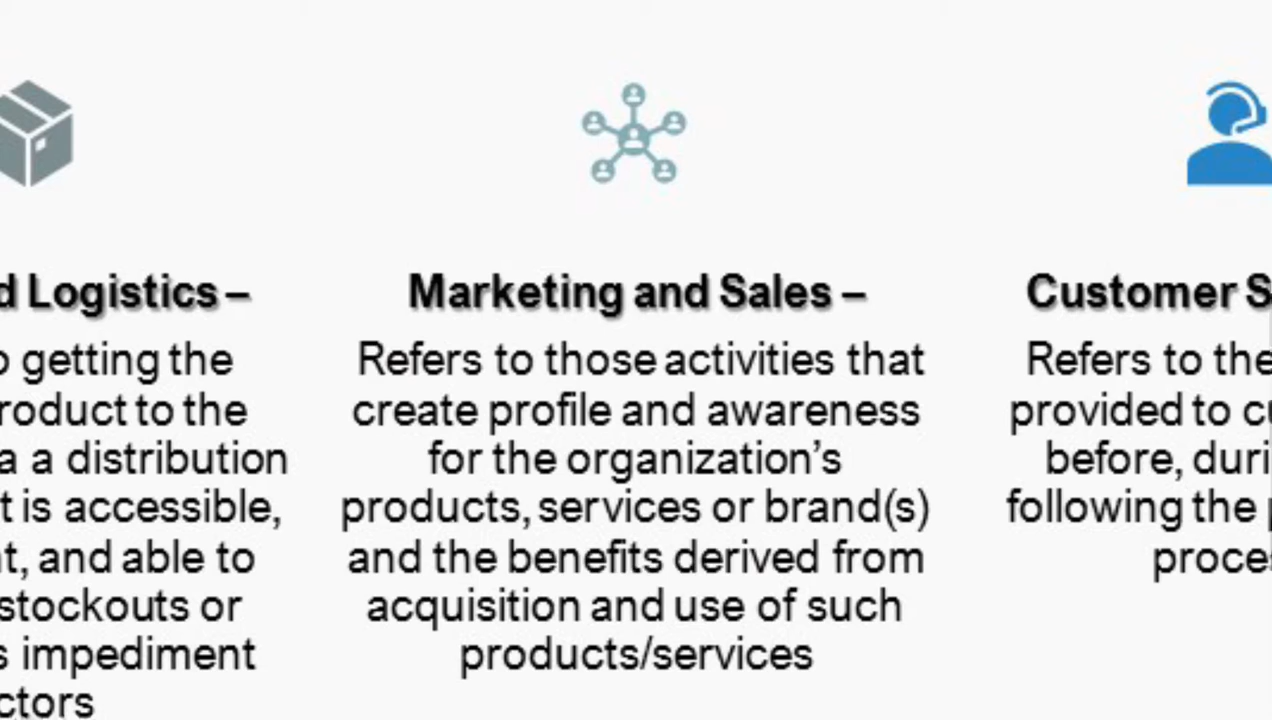 d Logistics –
getting the
roduct to the
a a distribution
t is accessible,
t, and able to
stockouts or
s impediment
ctors
Marketing and Sales –
Refers to those activities that
create profile and awareness
for the organization’s
products, services or brand(s)
and the benefits derived from
acquisition and use of such
products/services
Customer S
Refers to the
provided to cu
before, duri
following the p
proce